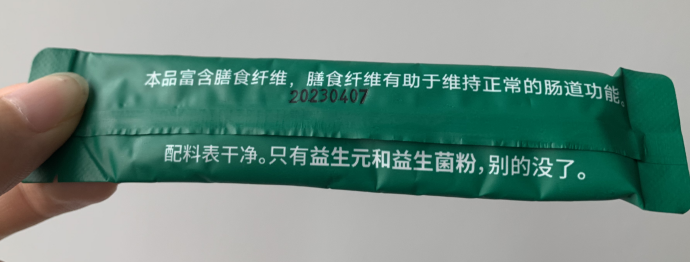 本品富含膳食纤维，膳食纤维有助于维持正常的肠道功能。
20230407
配料表干净。只有益生元和益生菌粉，别的没了。